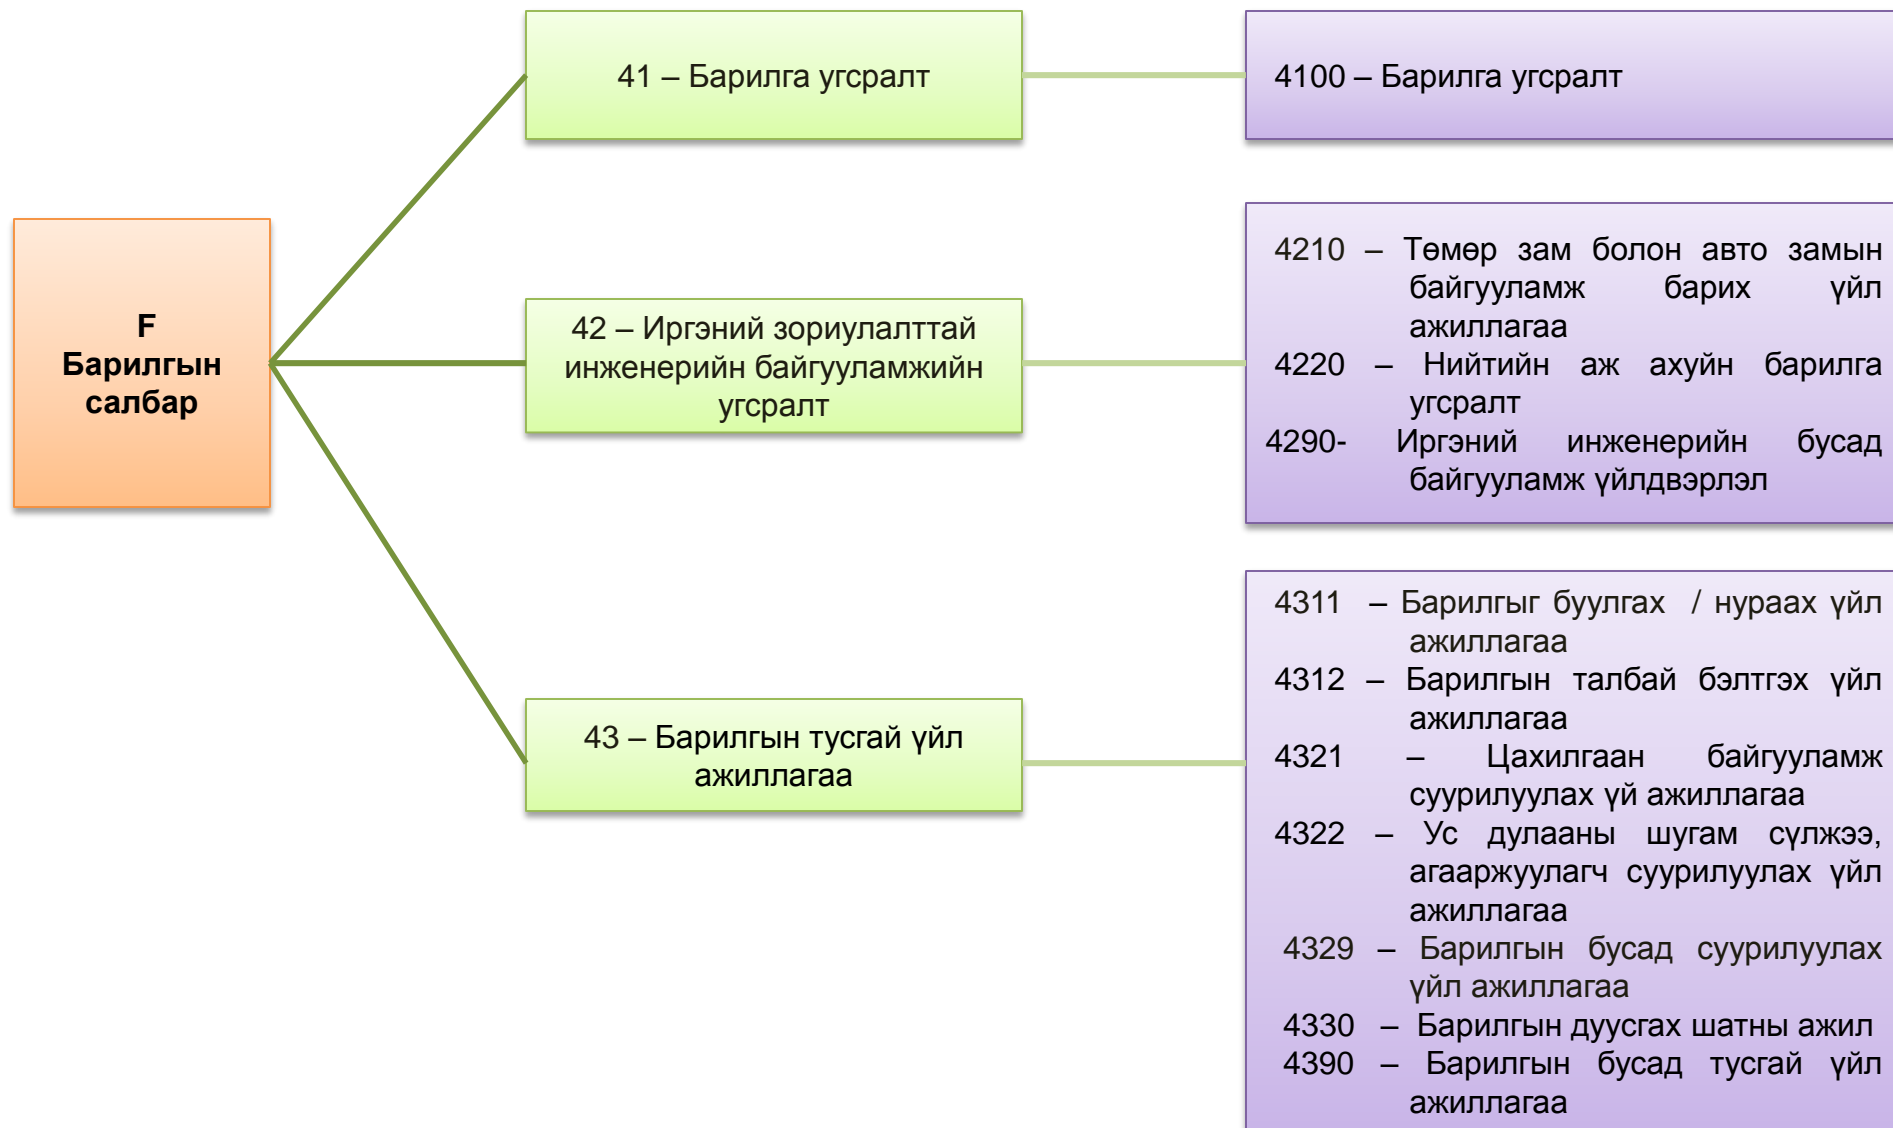 F
Барилгын
салбар
41 – Барилга угсралт
4100 – Барилга угсралт
42 – Иргэний зориулалттай
инженерийн байгууламжийн
угсралт
4210 – Төмөр зам болон авто замын
байгууламж барих үйл
ажиллагаа
4220 – Нийтийн аж ахуйн барилга
угсралт
4290- Иргэний инженерийн бусад
байгууламж үйлдвэрлэл
43 – Барилгын тусгай үйл
ажиллагаа
4311 – Барилгыг буулгах / нураах үйл
ажиллагаа
4312 – Барилгын талбай бэлтгэх үйл
ажиллагаа
4321 – Цахилгаан байгууламж
суурилуулах үй ажиллагаа
4322 – Ус дулааны шугам сүлжээ,
агааржуулагч суурилуулах үйл
ажиллагаа
4329 – Барилгын бусад суурилуулах
үйл ажиллагаа
4330 – Барилгын дуусгах шатны ажил
4390 – Барилгын бусад тусгай үйл
ажиллагаа